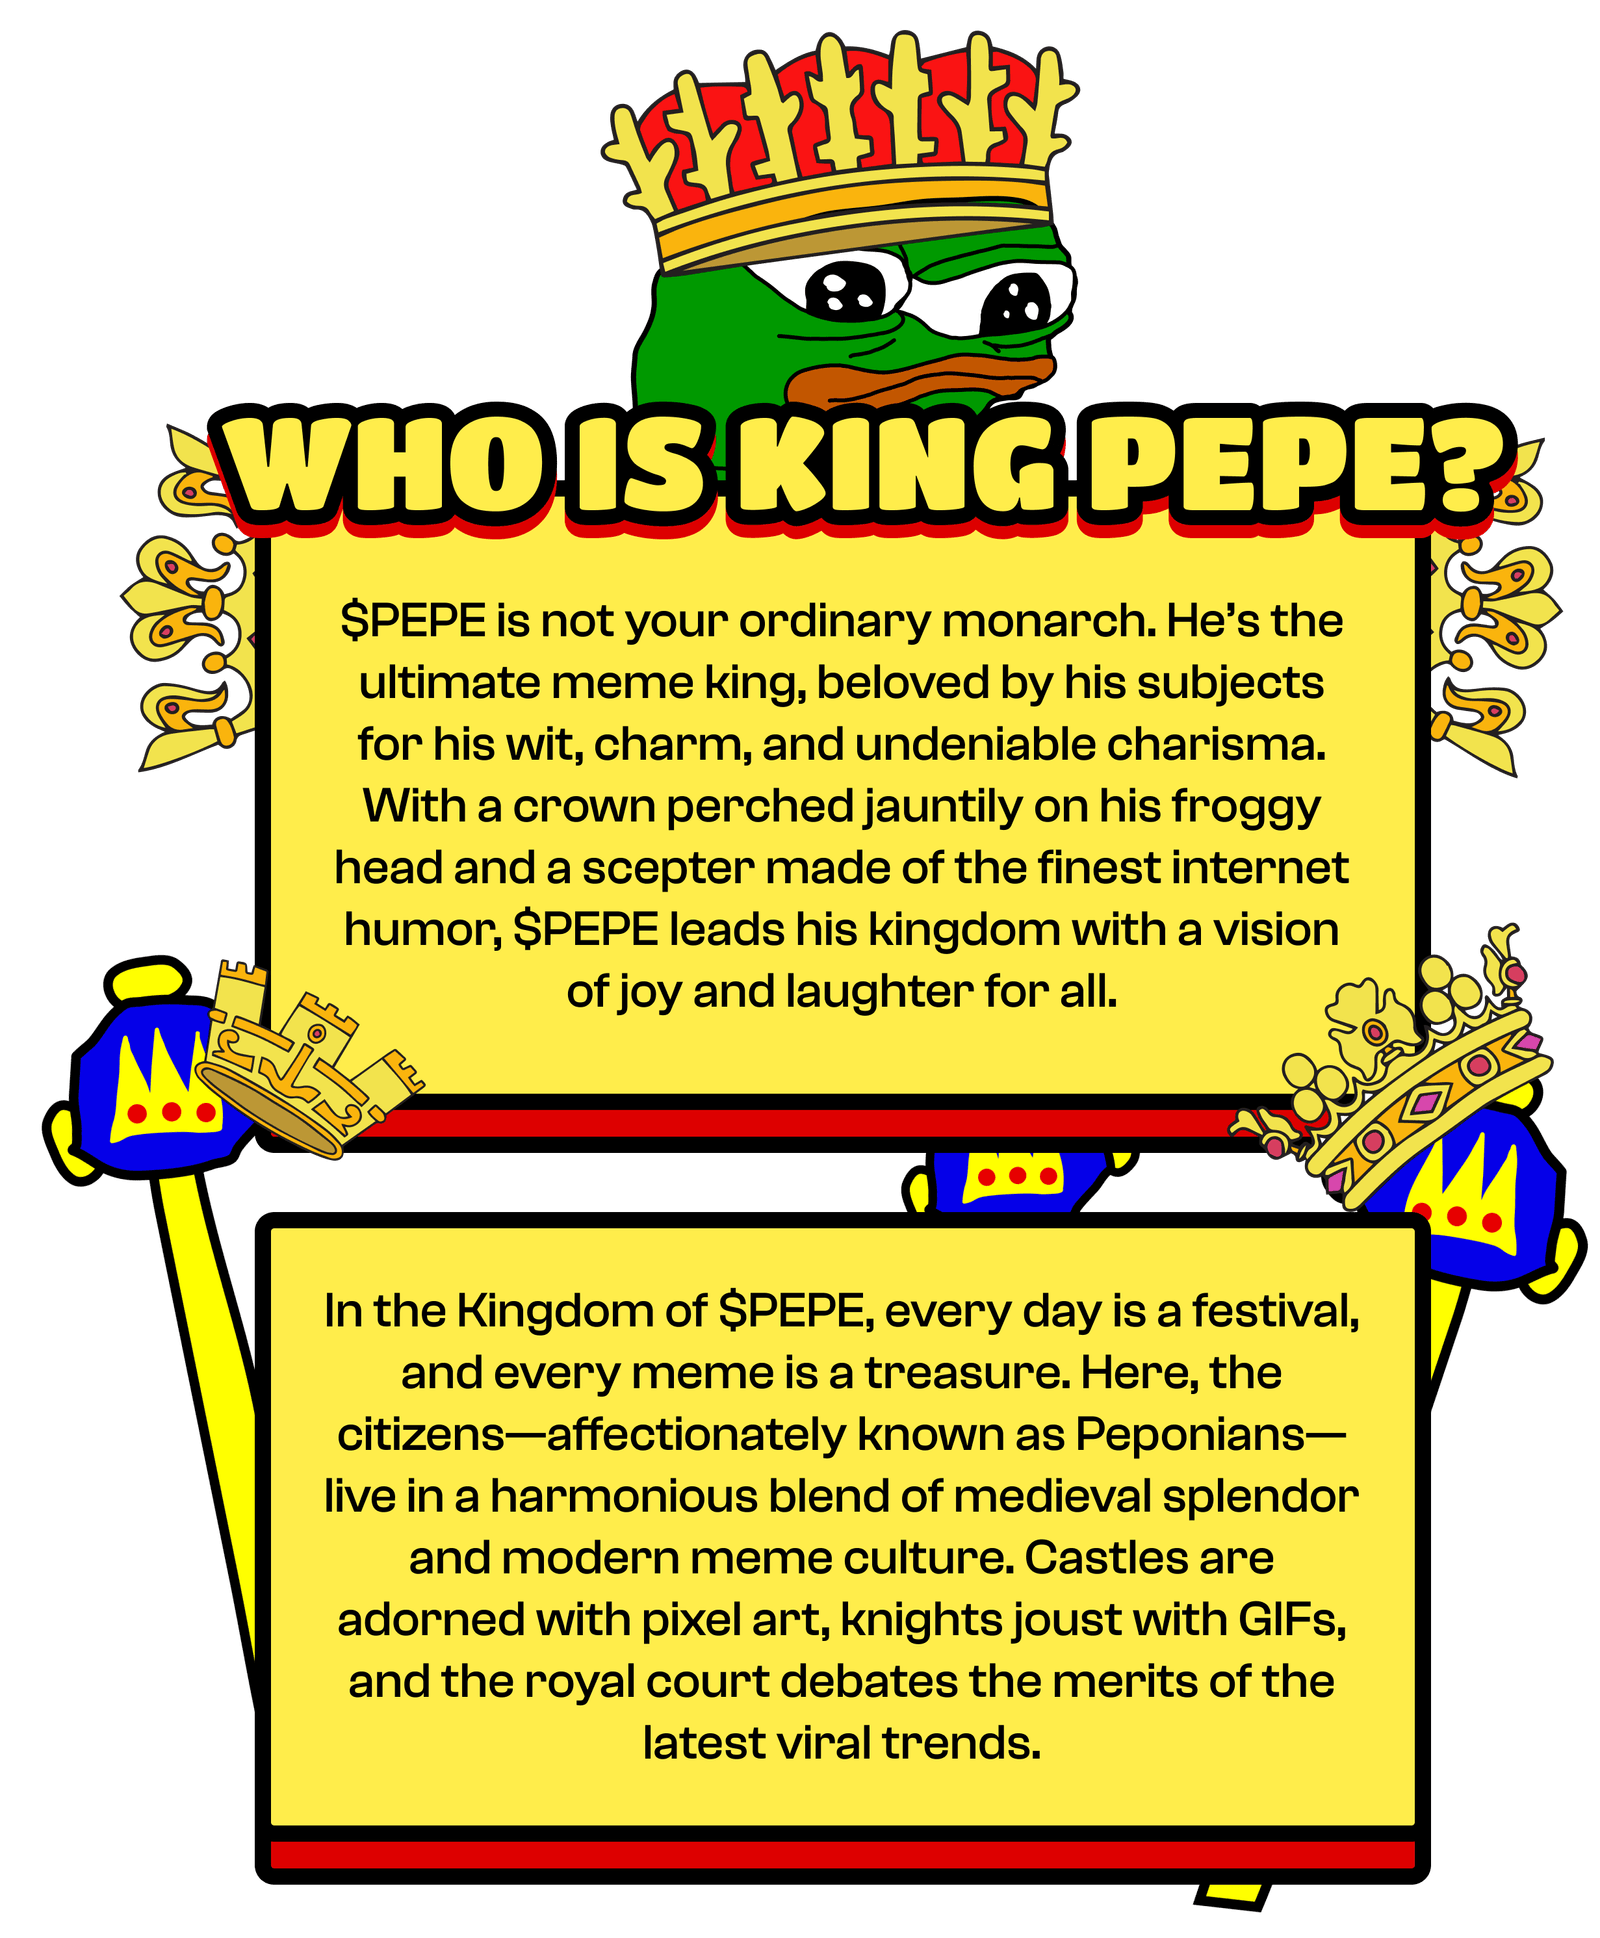 WHO IS KING PEPE?
$PEPE is not your ordinary monarch. He’s the
ultimate meme king, beloved by his subjects
for his wit, charm, and undeniable charisma.
With a crown perched jauntily on his froggy
head and a scepter made of the finest internet
humor, $PEPE leads his kingdom with a vision
of joy and laughter for all.
In the Kingdom of $PEPE, every day is a festival,
and every meme is a treasure. Here, the
citizens—affectionately known as Peponians—
live in a harmonious blend of medieval splendor
and modern meme culture. Castles are
adorned with pixel art, knights joust with GIFs,
and the royal court debates the merits of the
latest viral trends.